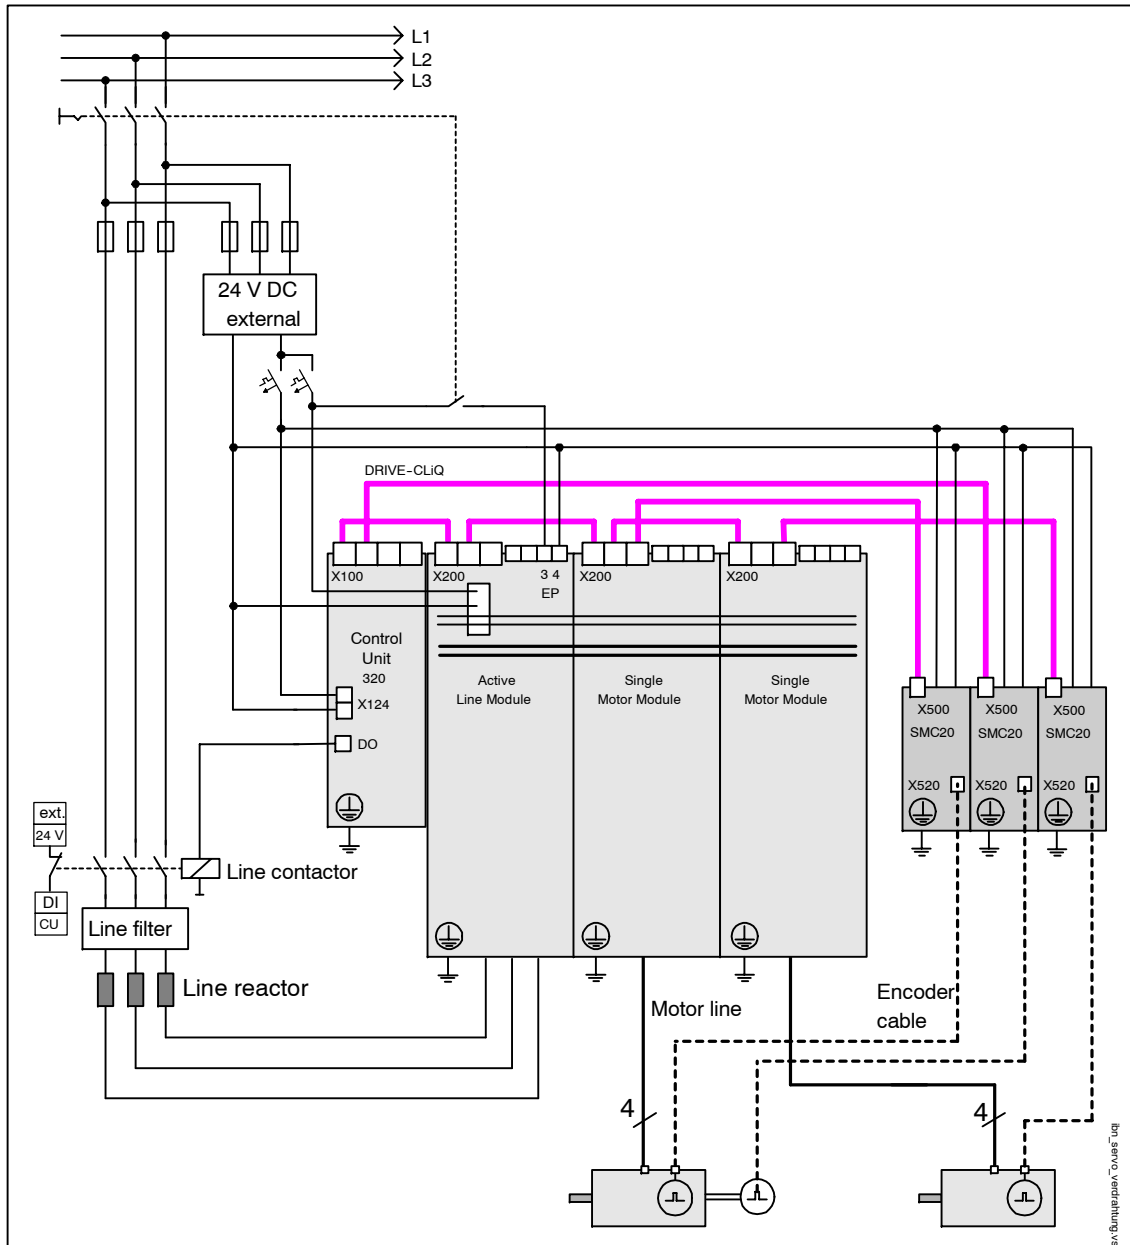 L1
L2
L3
24 V DC
external
DRIVE-CLiQ
X100
X200
3 4
EP
X200
X200
Control
Unit
320
X124
DO
Active
Line Module
Single
Motor Module
Single
Motor Module
X500
SMC20
X520
X500
SMC20
X520
X500
SMC20
X520
ext.
24 V
DI
CU
Line contactor
Line filter
Line reactor
Motor line
Encoder
cable
4
4
ibn_servo_verdrahtung.vs